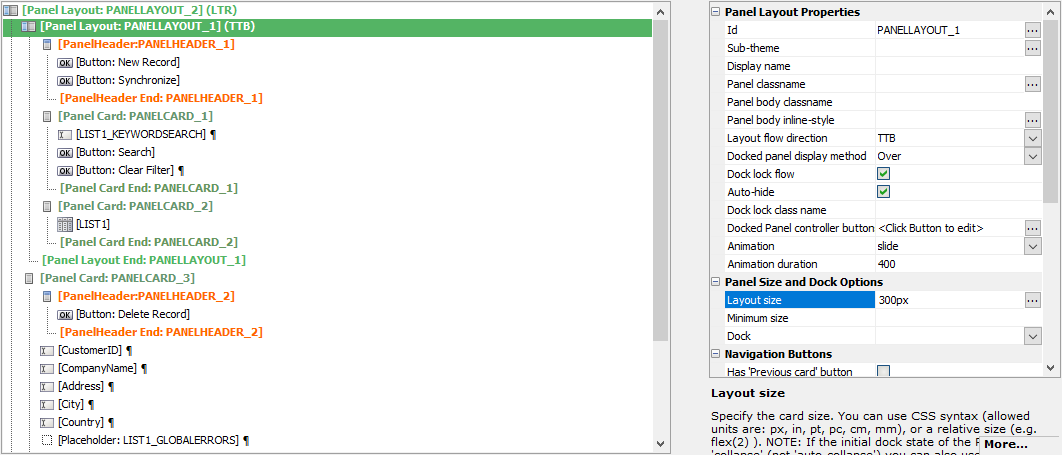 [Panel Layout: PANELLAYOUT_2] (LTR)
[Panel Layout: PANELLAYOUT_1] (TTB)
[PanelHeader:PANELHEADER_1]
OK [Button: New Record]
OK [Button: Synchronize]
[PanelHeader End: PANELHEADER_1]
[Panel Card: PANELCARD_1]
[LIST1_KEYWORDSEARCH] ¶
OK [Button: Search]
OK [Button: Clear Filter] ¶
[Panel Card End: PANELCARD_1]
[Panel Card: PANELCARD_2]
[LIST1]
[Panel Card End: PANELCARD_2]
[Panel Layout End: PANELLAYOUT_1]
[Panel Card: PANELCARD_3]
[PanelHeader:PANELHEADER_2]
OK [Button: Delete Record]
[PanelHeader End: PANELHEADER_2]
[CustomerID] ¶
[CompanyName] ¶
[Address] ¶
[City] ¶
[Country] ¶
[Placeholder: LIST1_GLOBALERRORS] ¶
Panel Layout Properties
Id PANELLAYOUT_1 ...
Sub-theme ...
Display name
Panel classname ...
Panel body classname
Panel body inline-style ...
Layout flow direction TTB
Docked panel display method Over
Dock lock flow
Auto-hide
Dock lock class name
Docked Panel controller button <Click Button to edit> ...
Animation slide
Animation duration 400
Panel Size and Dock Options
Layout size 300px ...
Minimum size
Dock
Navigation Buttons
Has 'Previous card' button
Layout size
Specify the card size. You can use CSS syntax (allowed
units are: px, in, pt, pc, cm, mm), or a relative size (e.g.
flex(2) ). NOTE: If the initial dock state of the
'collapse' (not 'auto-collapse') you can also use
More...